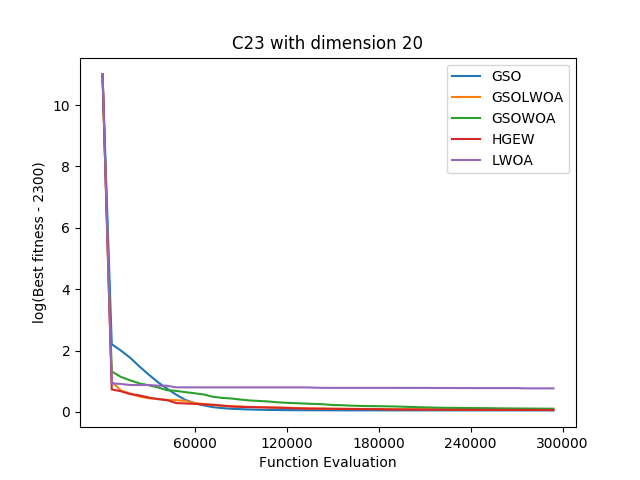 C23 with dimension 20
log(Best fitness - 2300)
10
8
6
4
2
0
GSO
GSOLWOA
GSOWOA
HGEW
LWOA
60000 120000 180000 240000 300000
Function Evaluation